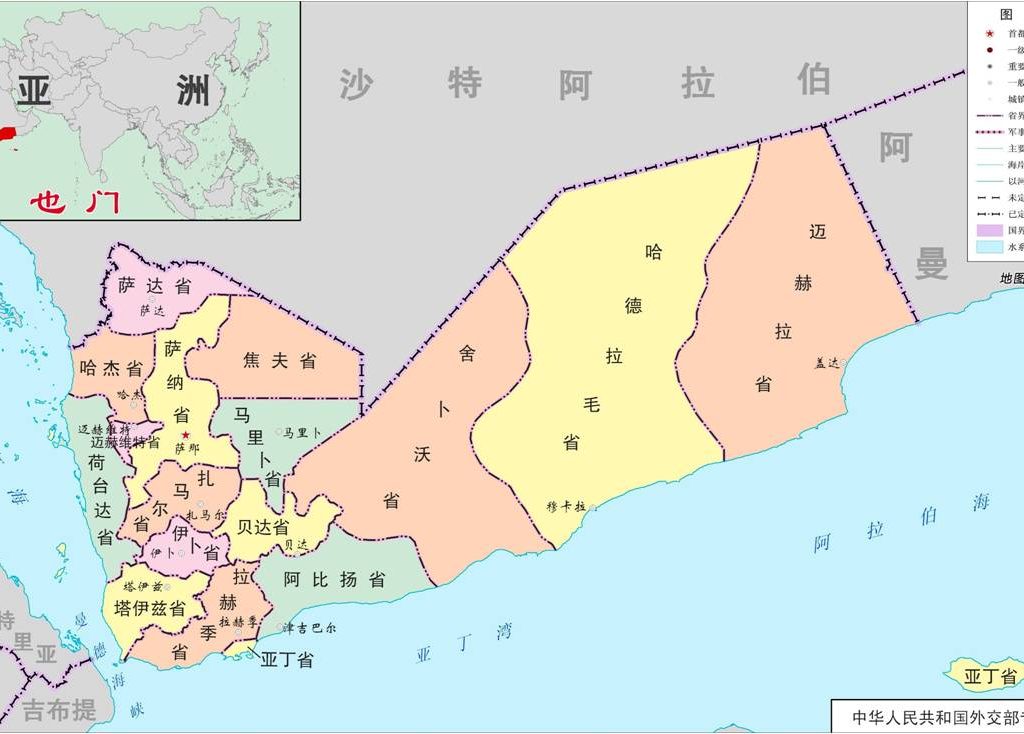 亚洲
也门
沙特阿拉伯
阿曼
图
首都
重要
一般
城镇
省界
军事
主要
海岸
未定
已定
国界
水系
地图
萨达省
萨达
哈杰省
哈杰
萨纳省
萨那
焦夫省
马里卜省
马里卜
迈赫维特
迈赫维特省
荷台达省
扎马尔省
扎马尔
伊卜省
伊卜
贝达省
贝达
塔伊兹
塔伊兹省
拉赫季省
拉赫季
阿比扬省
津吉巴尔
亚丁省
舍卜沃省
哈德拉毛省
穆卡拉
迈赫拉省
盖达
海
阿拉伯海
亚丁湾
曼德海峡
特里亚
吉布提
亚丁省
中华人民共和国外交部